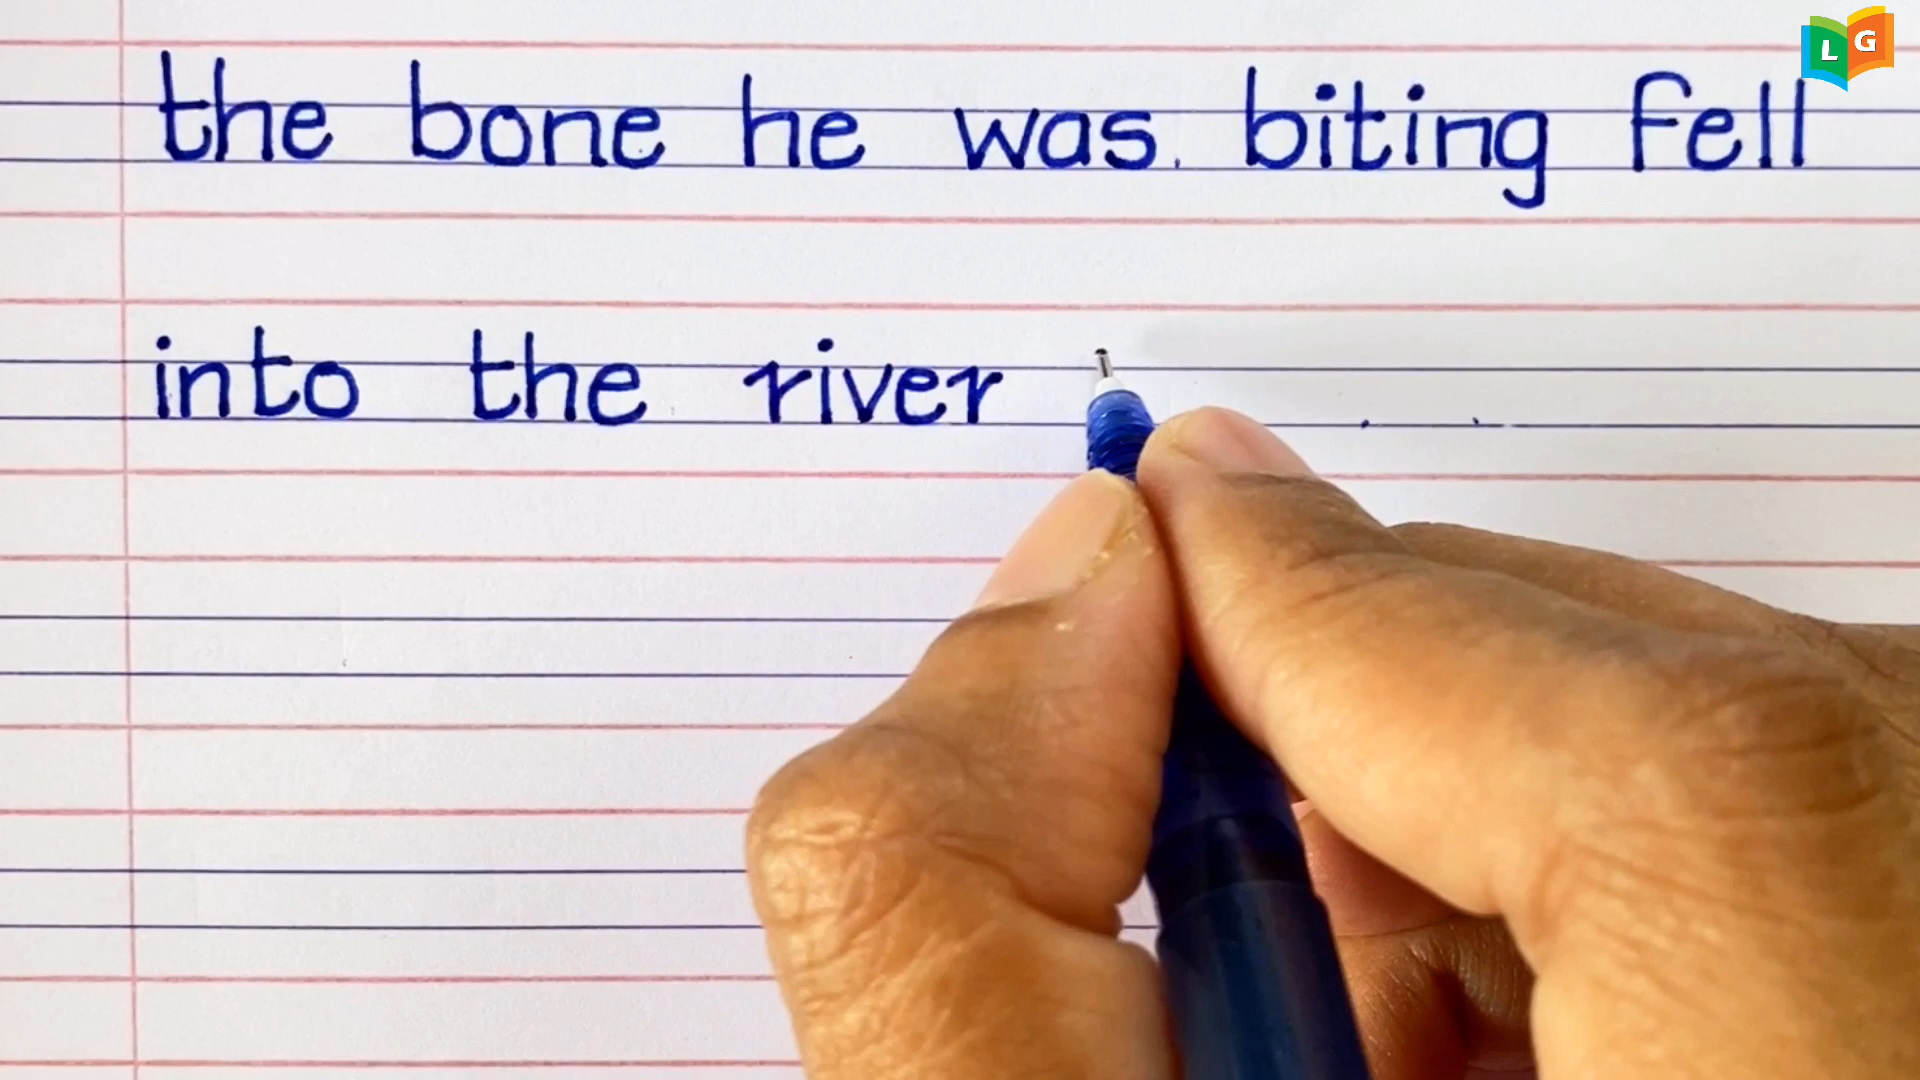 the bone he was biting fell
into the river
L G